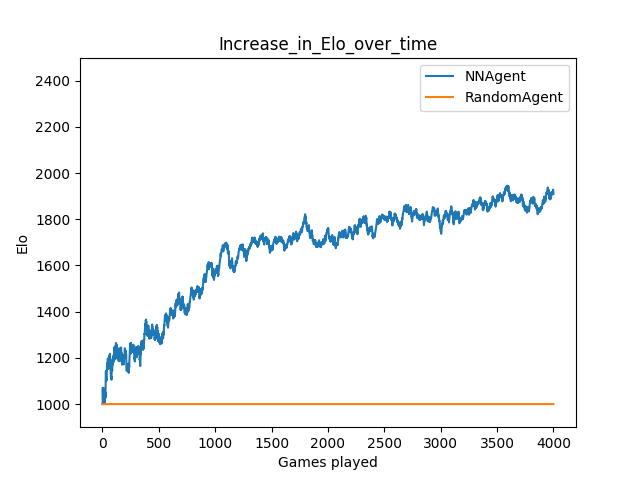 Increase_in_Elo_over_time
NNAgent
RandomAgent
2400
2200
2000
1800
1600
1400
1200
1000
Elo
0 500 1000 1500 2000 2500 3000 3500 4000
Games played